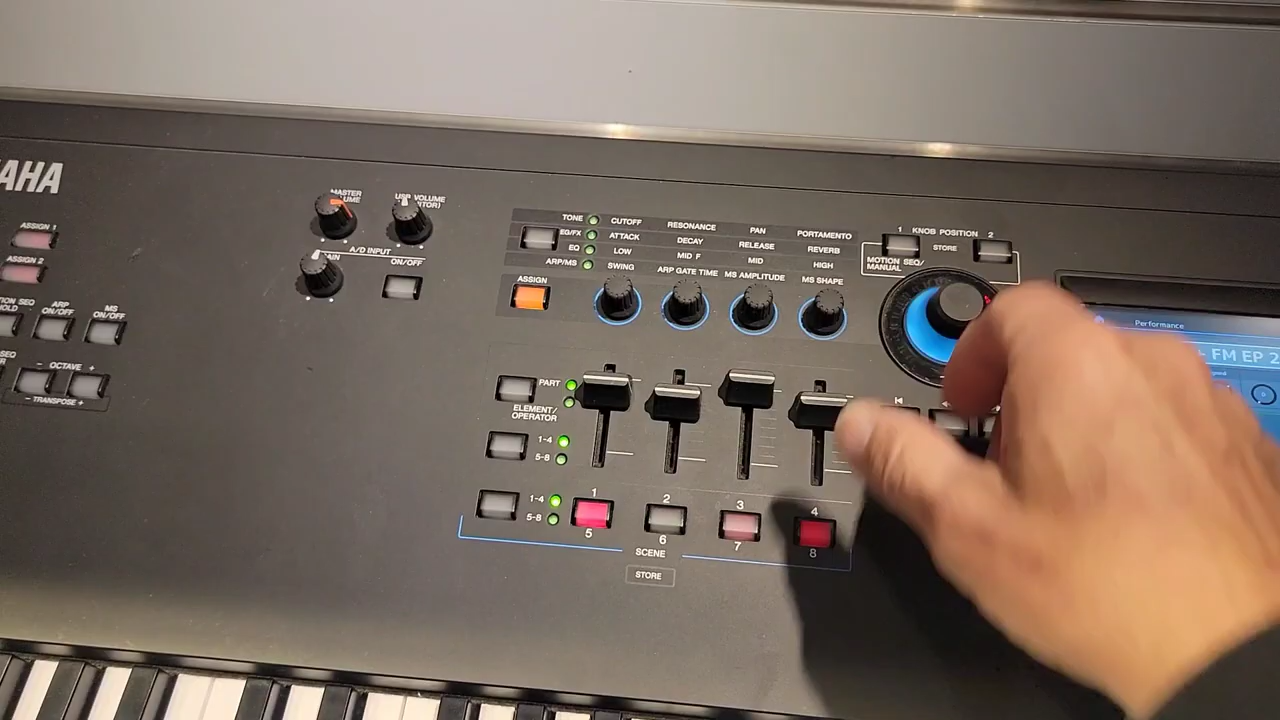 AHA
ASSIGN 1
ASSIGN 2
ARP
ON/OFF
MS
ON/OFF
- OCTAVE +
- TRANSPOSE +
MASTER
A/D INPUT
ON/OFF
TONE CUTOFF RESONANCE PAN PORTAMENTO
EG/FX ATTACK DECAY RELEASE REVERB
EQ LOW MID F MID HIGH
ARP/MS SWING ARP GATE TIME MS AMPLITUDE MS SHAPE
ASSIGN
1 KNOB POSITION 2
STORE
MOTION SEQ/
MANUAL
Performance
FM EP 2
PART
ELEMENT/
OPERATOR
1-4
5-8
1-4
5-8
1 2 3 4
5 6 7 8
SCENE
STORE